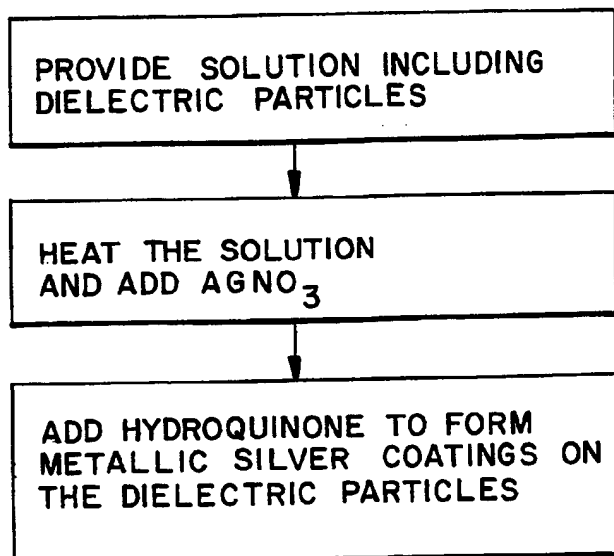 PROVIDE SOLUTION INCLUDING
DIELECTRIC PARTICLES
HEAT THE SOLUTION
AND ADD AGNO₃
ADD HYDROQUINONE TO FORM
METALLIC SILVER COATINGS ON
THE DIELECTRIC PARTICLES